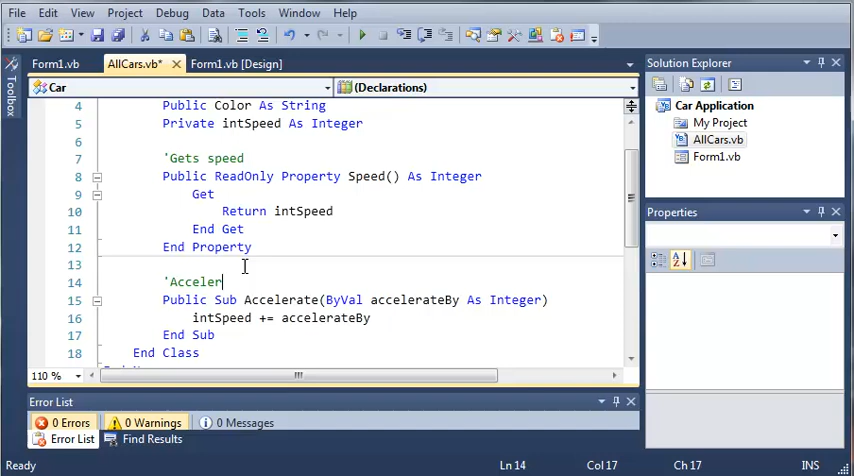 File Edit View Project Debug Data Tools Window Help
Form1.vb AllCars.vb* Form1.vb [Design]
Toolbox
Car (Declarations)
4 Public Color As String
5 Private intSpeed As Integer
6
7 'Gets speed
8 Public ReadOnly Property Speed() As Integer
9 Get
10 Return intSpeed
11 End Get
12 End Property
13
14 'Acceler
15 Public Sub Accelerate(ByVal accelerateBy As Integer)
16 intSpeed += accelerateBy
17 End Sub
18 End Class
110 %
Solution Explorer
Car Application
My Project
AllCars.vb
Form1.vb
Properties
Error List
0 Errors 0 Warnings 0 Messages
Error List Find Results
Ready Ln 14 Col 17 Ch 17 INS